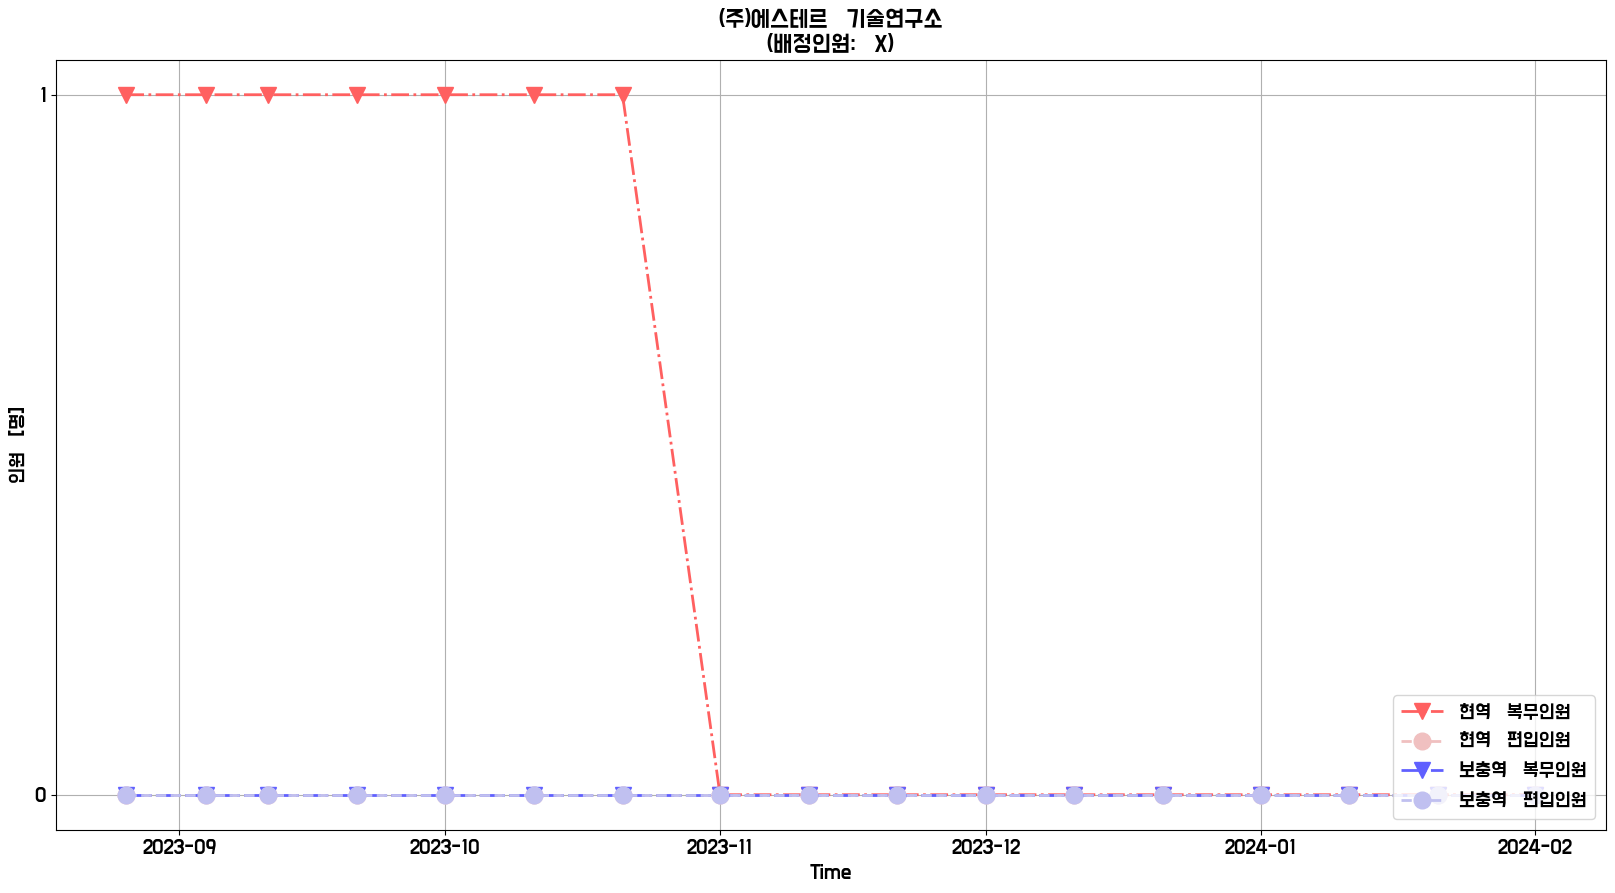 (주)에스테르 기술연구소
(배정인원: X)
1
0
인원 [명]
2023-09
2023-10
2023-11
2023-12
2024-01
2024-02
Time
현역 복무인원
현역 편입인원
보충역 복무인원
보충역 편입인원